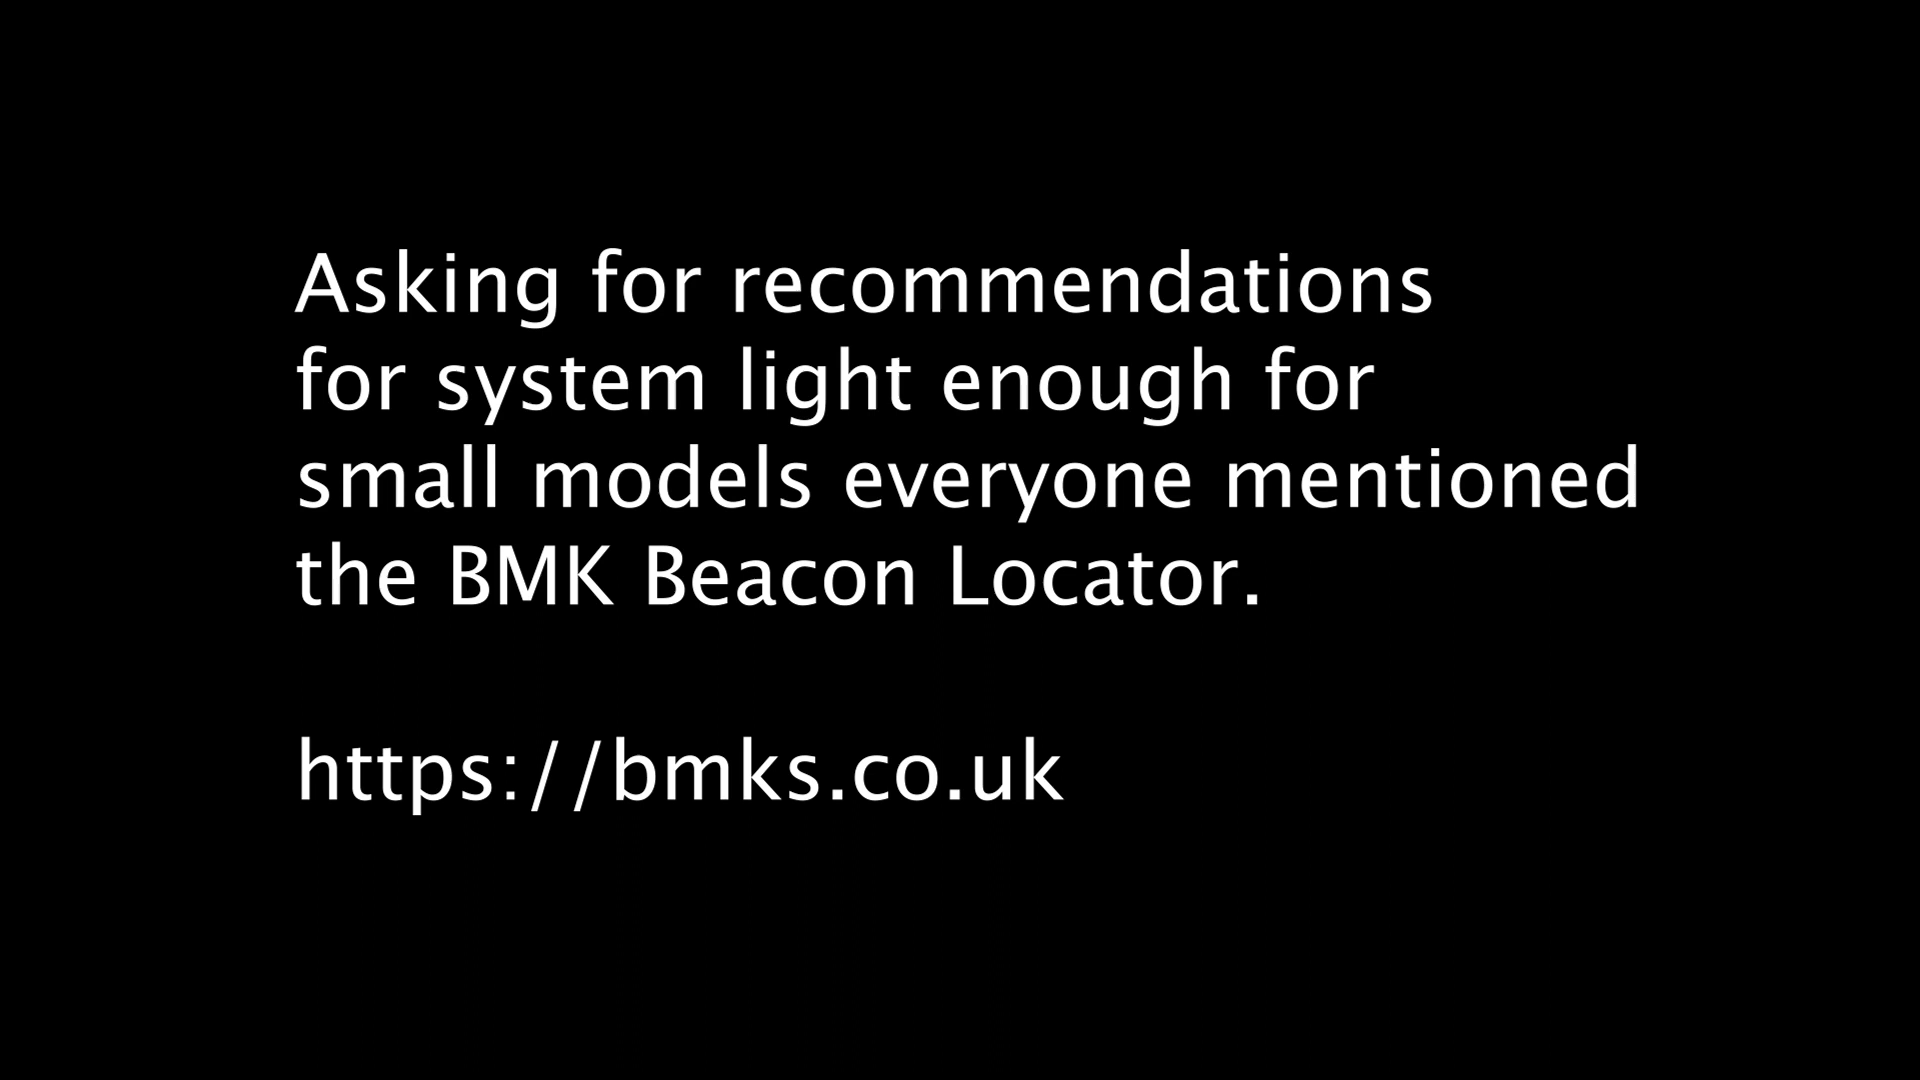 Asking for recommendations
for system light enough for
small models everyone mentioned
the BMK Beacon Locator.
https://bmks.co.uk